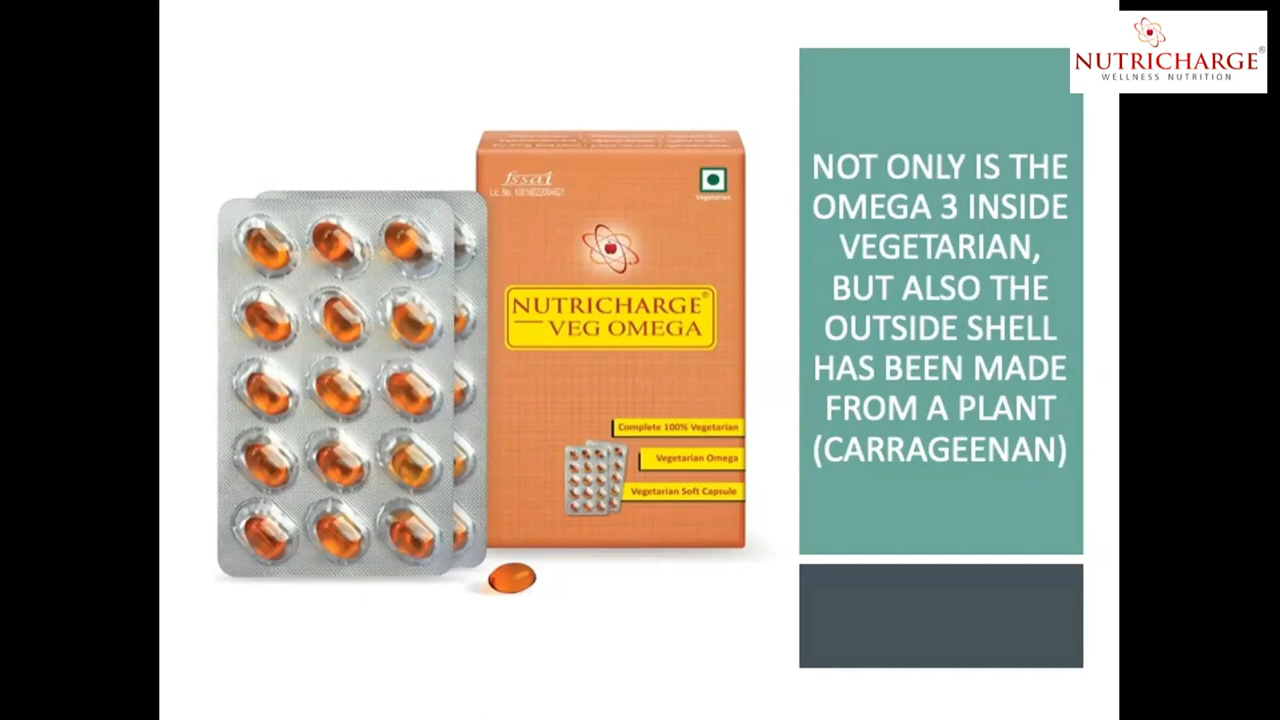 NUTRICHARGE®
WELLNESS NUTRITION
NOT ONLY IS THE
OMEGA 3 INSIDE
VEGETARIAN,
BUT ALSO THE
OUTSIDE SHELL
HAS BEEN MADE
FROM A PLANT
(CARRAGEENAN)
fssai
Vegetarian
NUTRICHARGE®
VEG OMEGA
Complete 100% Vegetarian
Vegetarian Omega
Vegetarian Soft Capsule